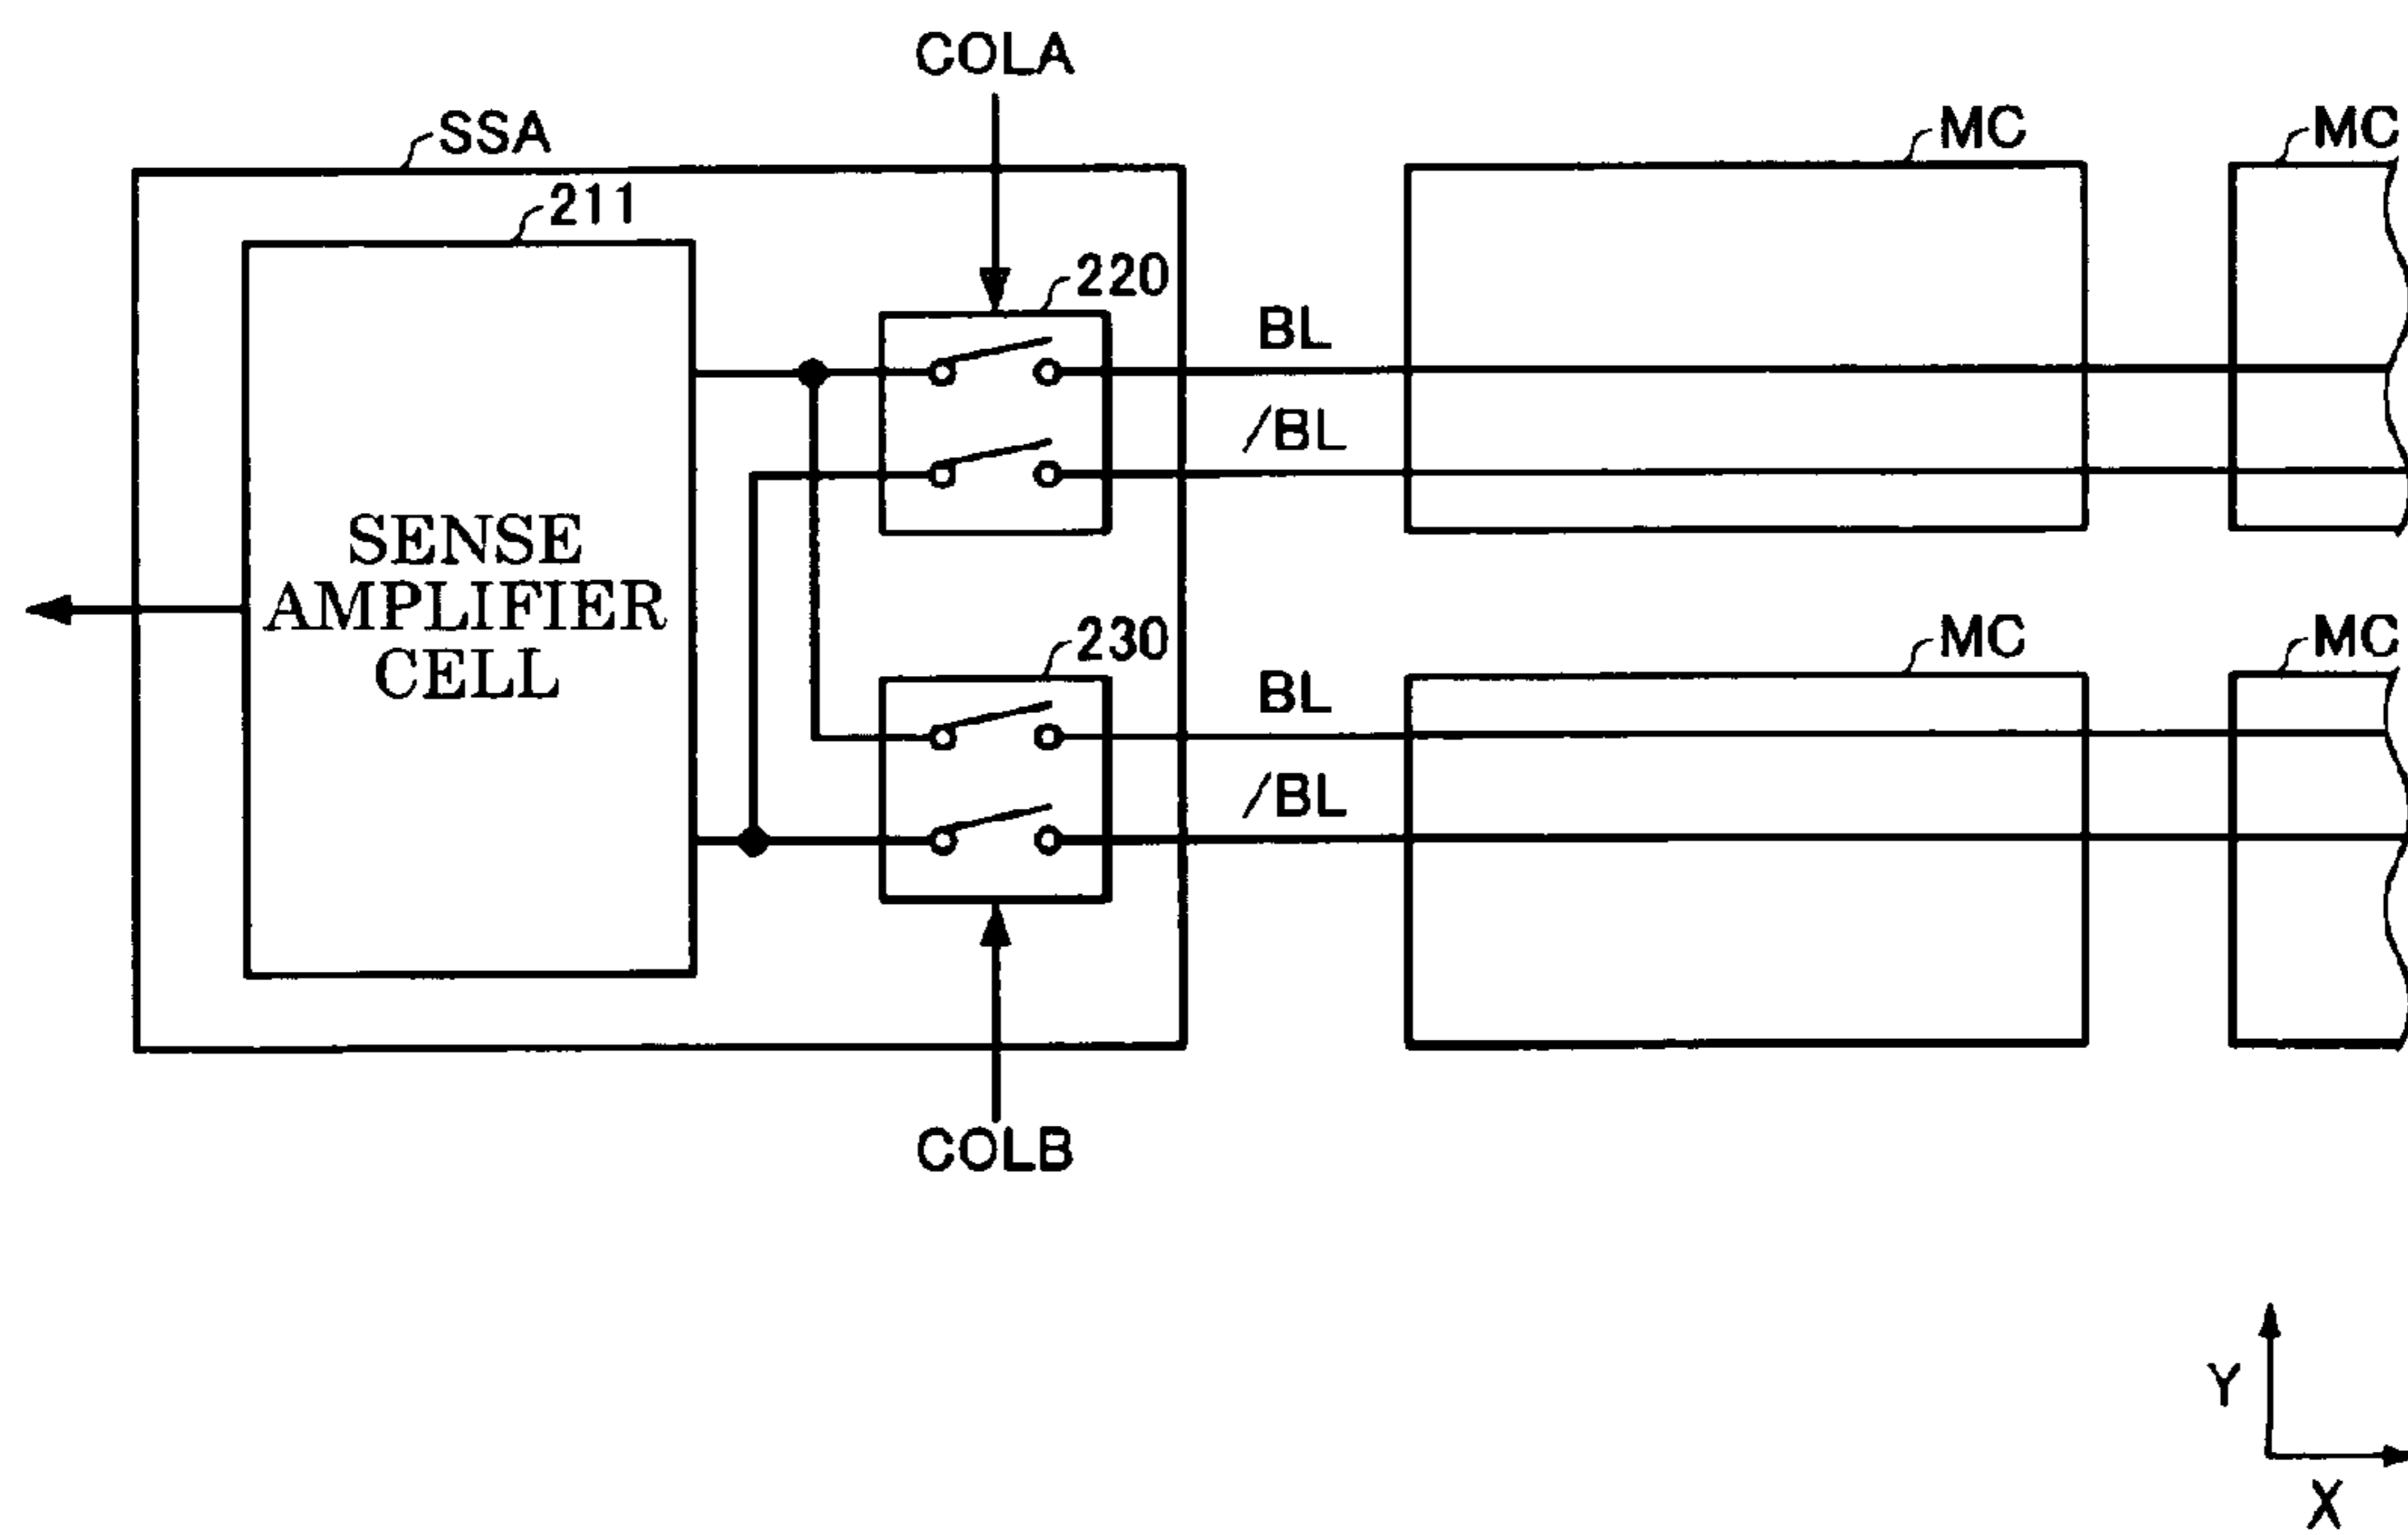 COLA
SSA
MC
MC
211
220
BL
/BL
SENSE
AMPLIFIER
CELL
230
MC
MC
BL
/BL
COLB
Y
X